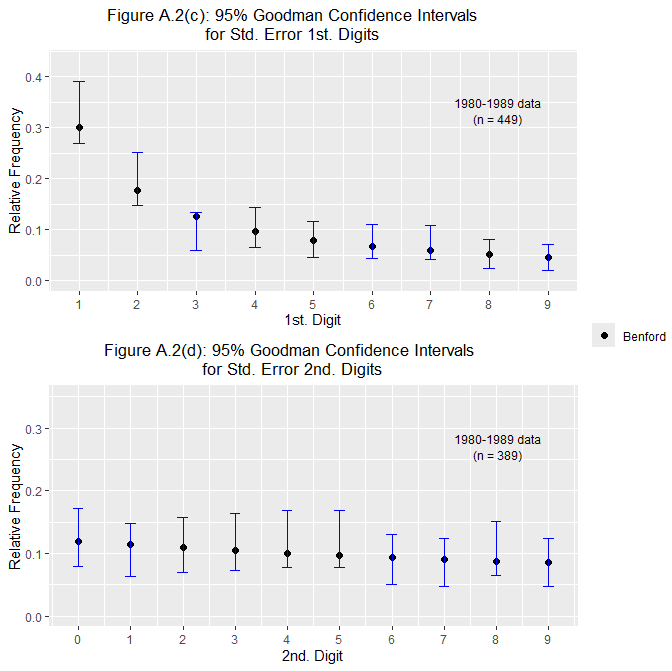 Figure A.2(c): 95% Goodman Confidence Intervals
for Std. Error 1st. Digits
Relative Frequency
0.4
0.3
0.2
0.1
0.0
1980-1989 data
(n = 449)
1 2 3 4 5 6 7 8 9
1st. Digit
Figure A.2(d): 95% Goodman Confidence Intervals
for Std. Error 2nd. Digits
Relative Frequency
0.3
0.2
0.1
0.0
1980-1989 data
(n = 389)
0 1 2 3 4 5 6 7 8 9
2nd. Digit
Benford